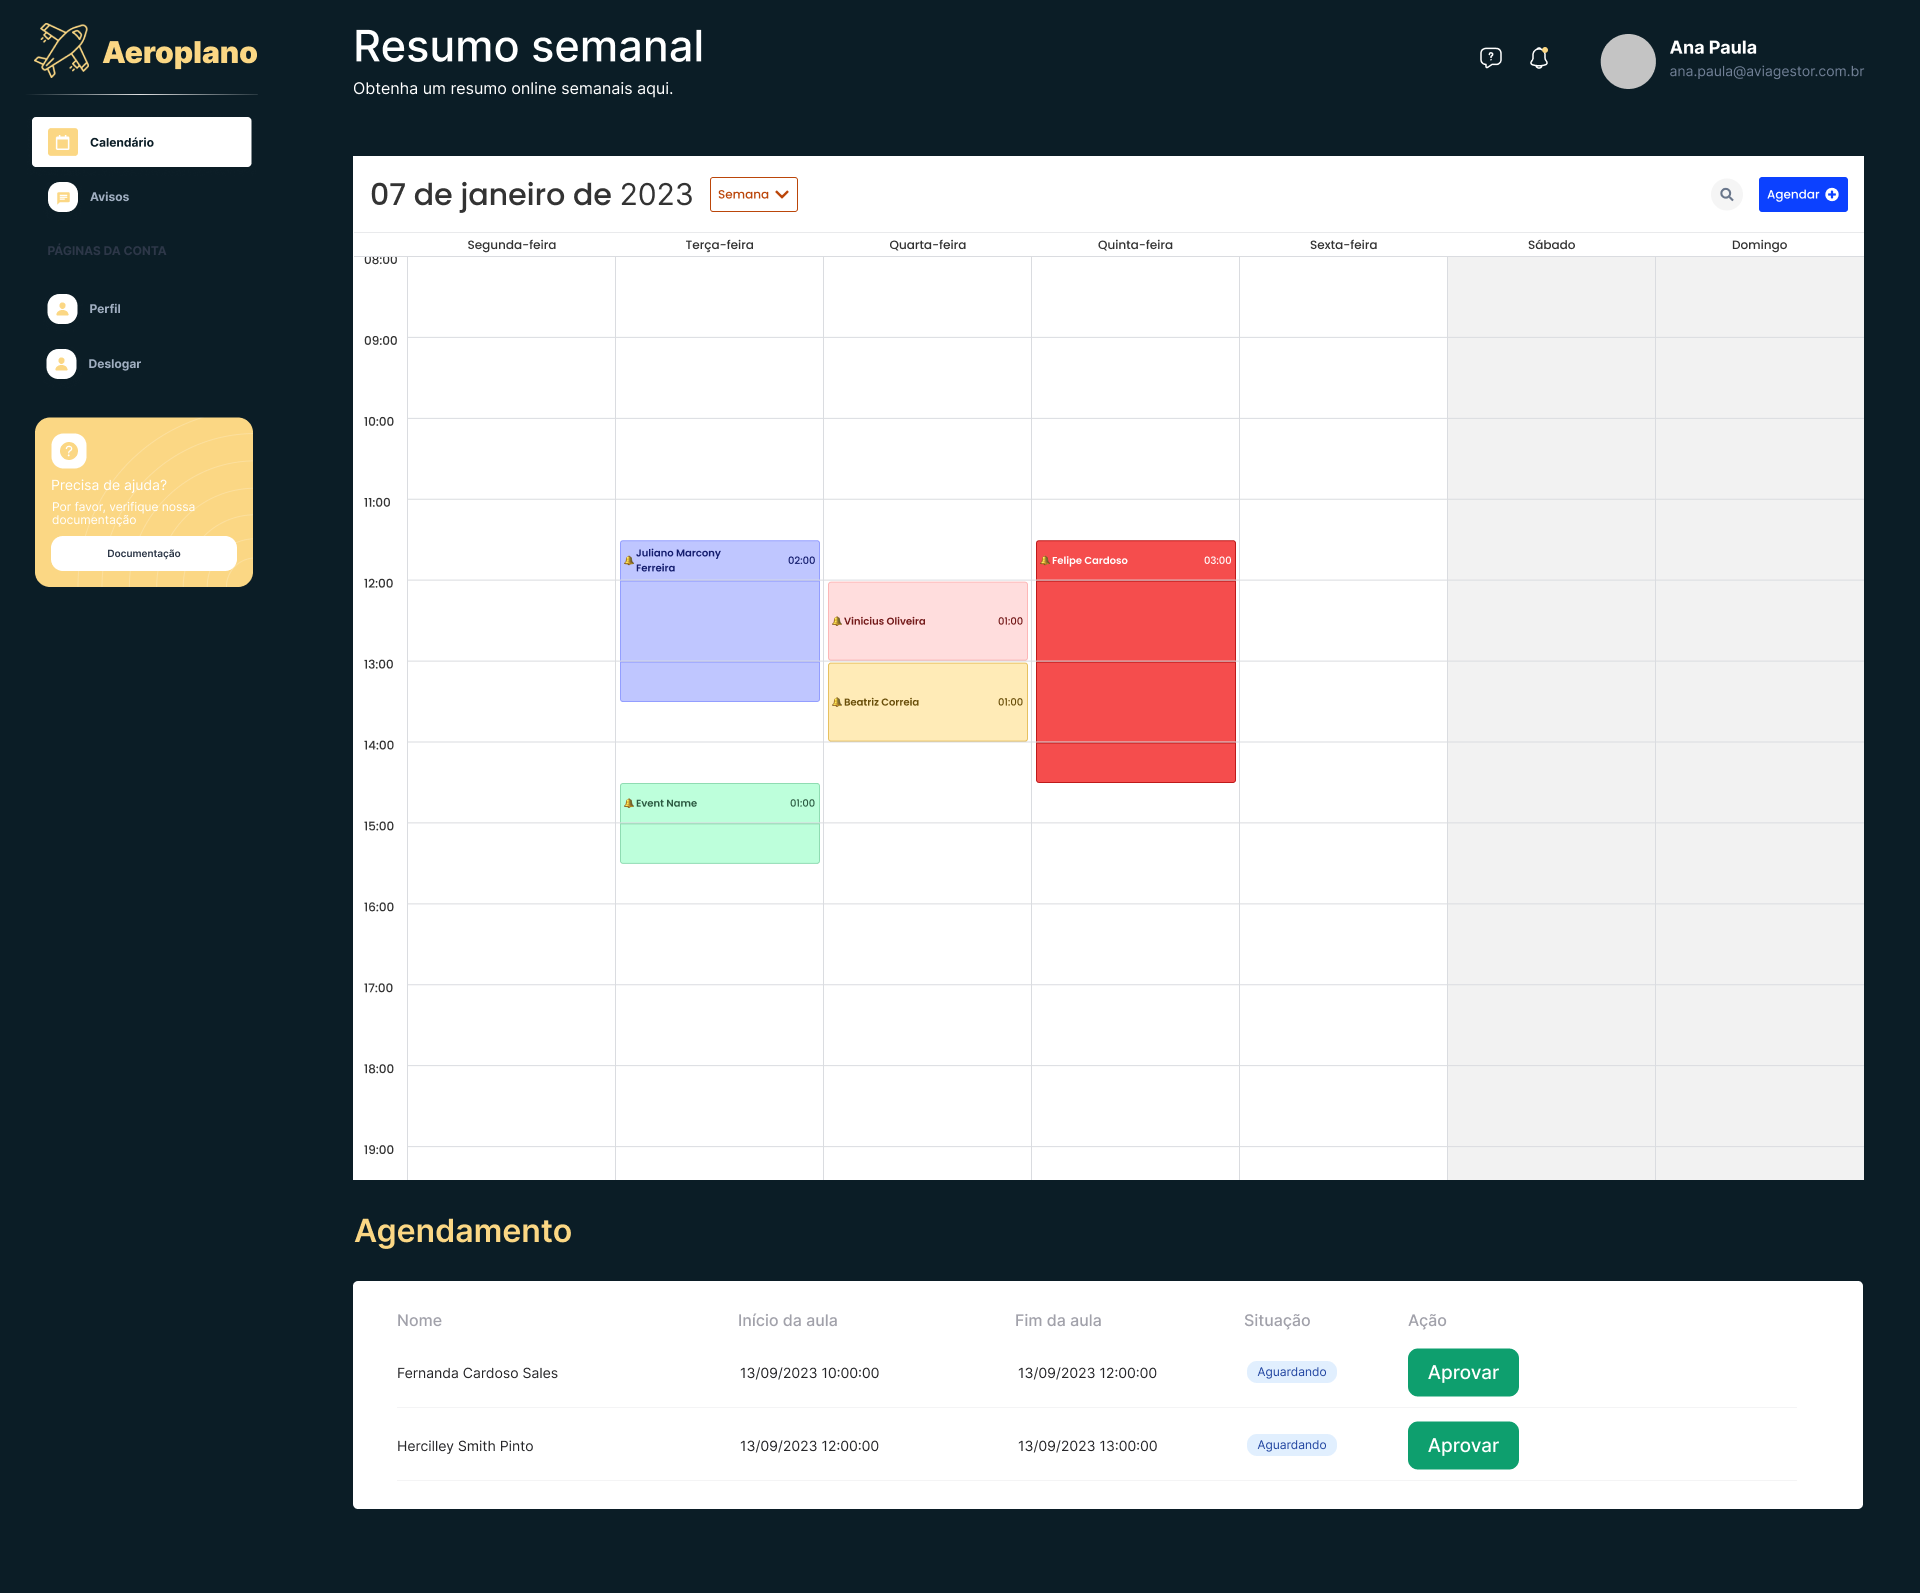 Aeroplano
Calendário
Avisos
PÁGINAS DA CONTA
Perfil
Deslogar
?
Precisa de ajuda?
Por favor, verifique nossa
documentação
Documentação
Resumo semanal
Obtenha um resumo online semanais aqui.
?
Ana Paula
ana.paula@aviagestor.com.br
07 de janeiro de 2023
Semana
Agendar
Segunda-feira Terça-feira Quarta-feira Quinta-feira Sexta-feira Sábado Domingo
08:00
09:00
10:00
11:00
Juliano Marcony
Ferreira 02:00
Felipe Cardoso 03:00
12:00
Vinicius Oliveira 01:00
13:00
Beatriz Correia 01:00
14:00
Event Name 01:00
15:00
16:00
17:00
18:00
19:00
Agendamento
Nome Início da aula Fim da aula Situação Ação
Fernanda Cardoso Sales 13/09/2023 10:00:00 13/09/2023 12:00:00 Aguardando Aprovar
Hercilley Smith Pinto 13/09/2023 12:00:00 13/09/2023 13:00:00 Aguardando Aprovar